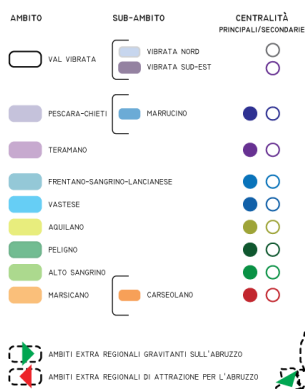 AMBITO SUB-AMBITO CENTRALITÀ
PRINCIPALI/SECONDARIE
VIBRATA NORD
VAL VIBRATA
VIBRATA SUD-EST
PESCARA-CHIETI MARRUCINO
TERAMANO
FRENTANO-SANGRINO-LANCIANESE
VASTESE
AQUILANO
PELIGNO
ALTO SANGRINO
MARSICANO CARSEOLANO
AMBITI EXTRA REGIONALI GRAVITANTI SULL'ABRUZZO
AMBITI EXTRA REGIONALI DI ATTRAZIONE PER L'ABRUZZO